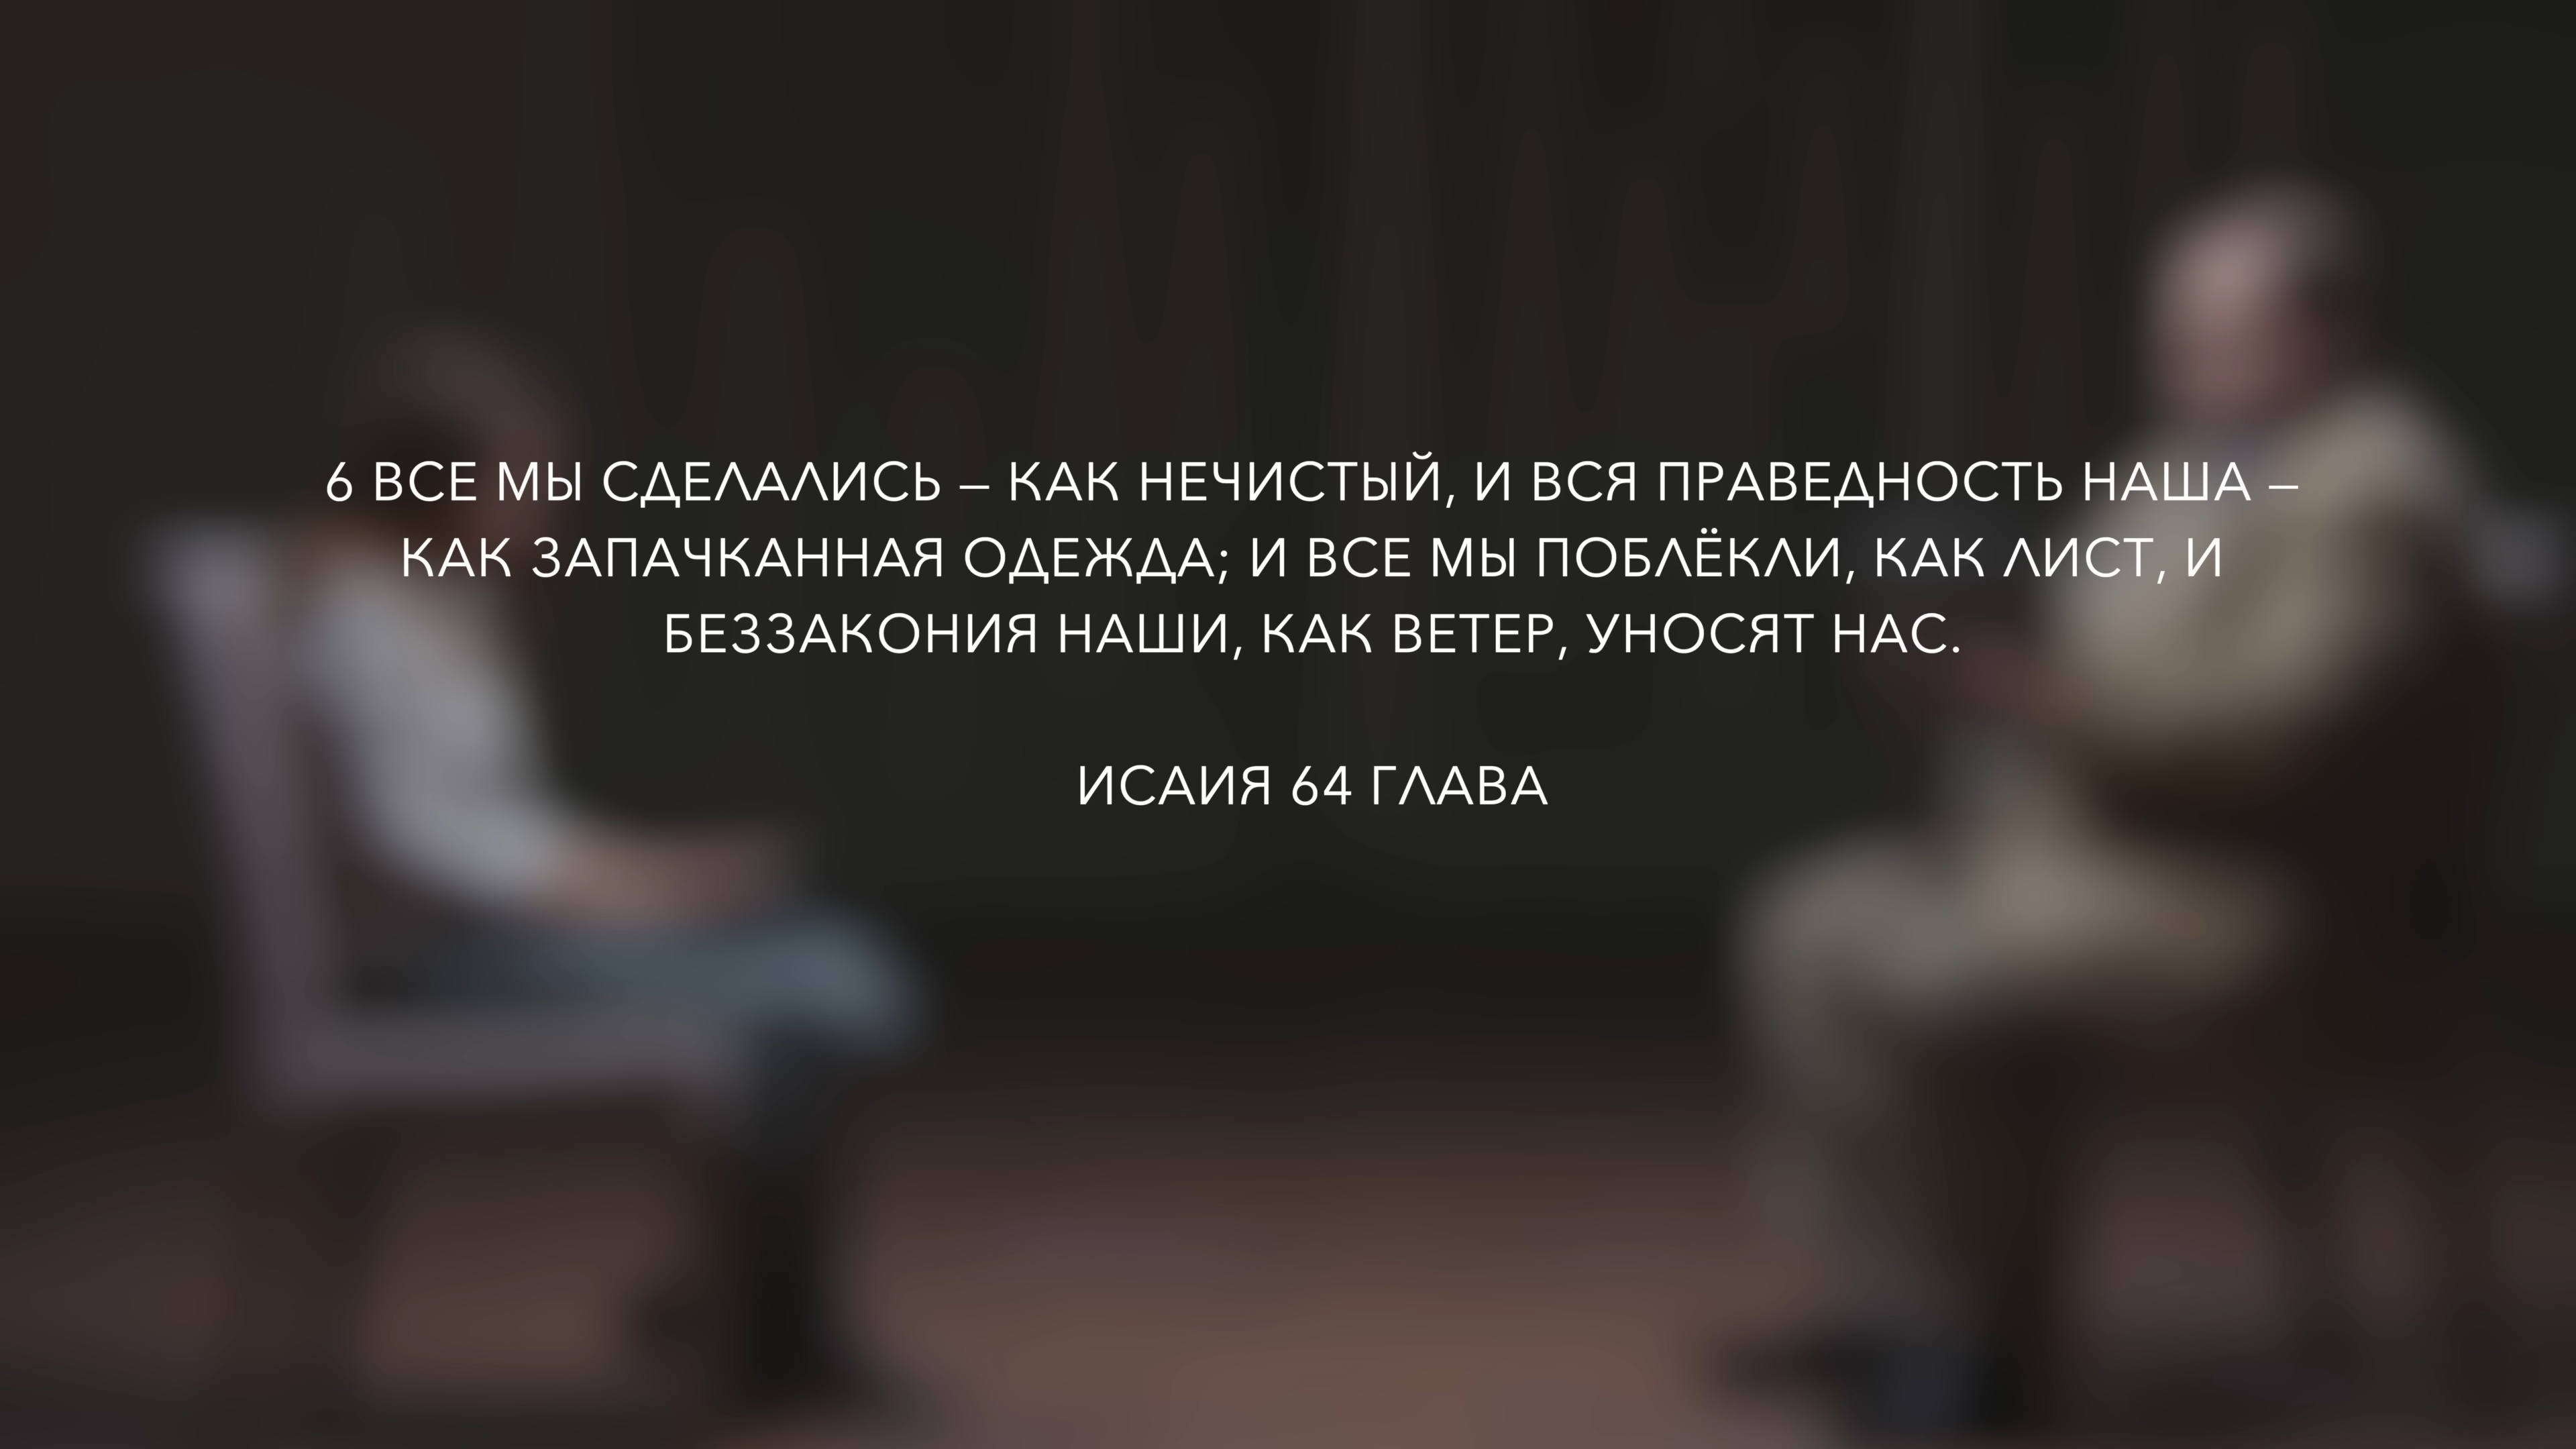 6 ВСЕ МЫ СДЕЛАЛИСЬ – КАК НЕЧИСТЫЙ, И ВСЯ ПРАВЕДНОСТЬ НАША –
КАК ЗАПАЧКАННАЯ ОДЕЖДА; И ВСЕ МЫ ПОБЛЁКЛИ, КАК ЛИСТ, И
БЕЗЗАКОНИЯ НАШИ, КАК ВЕТЕР, УНОСЯТ НАС.
ИСАИЯ 64 ГЛАВА